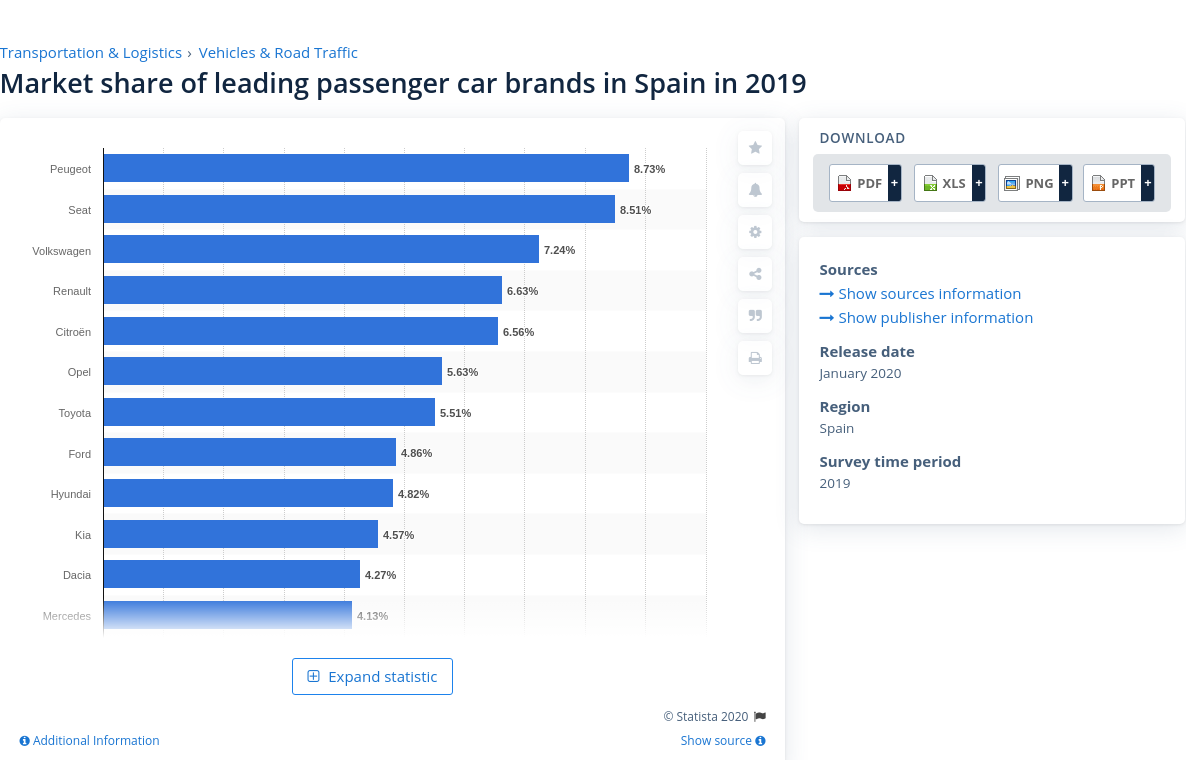 Transportation & Logistics › Vehicles & Road Traffic
Market share of leading passenger car brands in Spain in 2019
Peugeot 8.73%
Seat 8.51%
Volkswagen 7.24%
Renault 6.63%
Citroën 6.56%
Opel 5.63%
Toyota 5.51%
Ford 4.86%
Hyundai 4.82%
Kia 4.57%
Dacia 4.27%
Mercedes 4.13%
Expand statistic
© Statista 2020
Additional Information
Show source
DOWNLOAD
PDF + XLS + PNG + PPT +
Sources
Show sources information
Show publisher information
Release date
January 2020
Region
Spain
Survey time period
2019